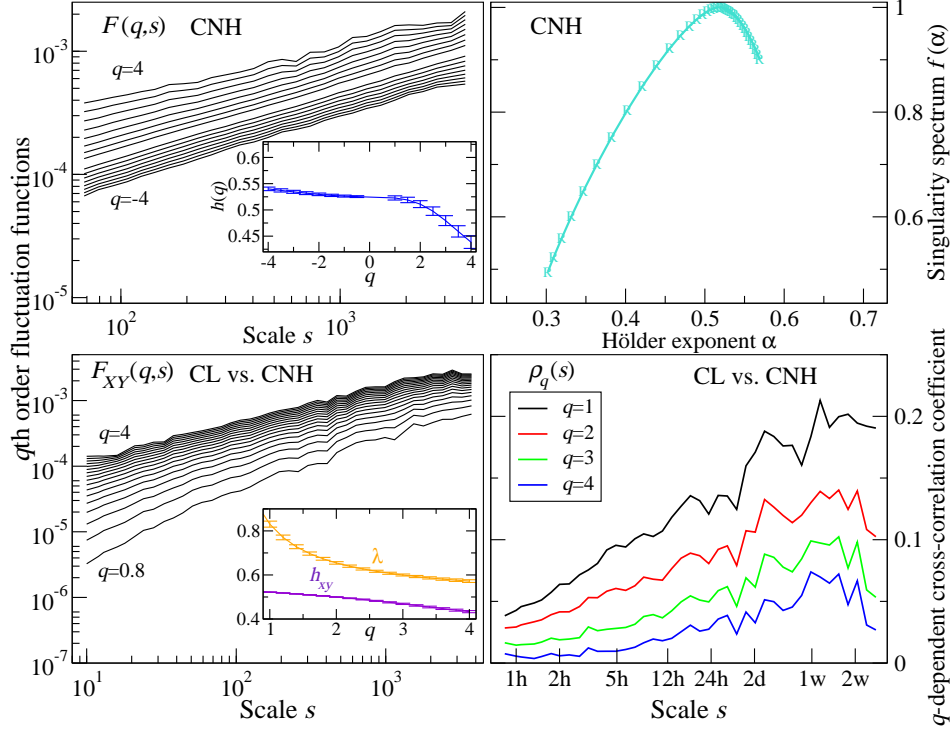 F(q,s) CNH
q=4
q=-4
10^-3
10^-4
10^-5
10^2
10^3
Scale s
h(q)
0.6
0.55
0.5
0.45
-4
-2
0
2
4
q
CNH
1
0.8
0.6
0.3
0.4
0.5
0.6
0.7
Hölder exponent α
Singularity spectrum f(α)
qth order fluctuation functions
F_XY(q,s) CL vs. CNH
q=4
q=0.8
10^-3
10^-4
10^-5
10^-6
10^-7
10^1
10^2
10^3
Scale s
0.8
0.6
0.4
λ
h_xy
1
2
3
4
q
ρ_q(s) CL vs. CNH
q=1
q=2
q=3
q=4
0.2
0.1
0
1h
2h
5h
12h
24h
2d
1w
2w
Scale s
q-dependent cross-correlation coefficient